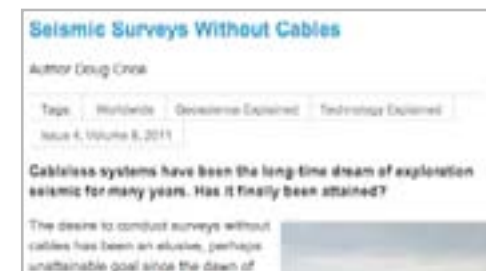 Seismic Surveys Without Cables
Author Doug Crice
Tags Worldwide Geoscience Explained Technology Explained
Issue 4, Volume 8, 2011
Cableless systems have been the long-time dream of exploration
seismic for many years. Has it finally been attained?
The desire to conduct surveys without
cables has been an elusive, perhaps
unattainable goal since the dawn of